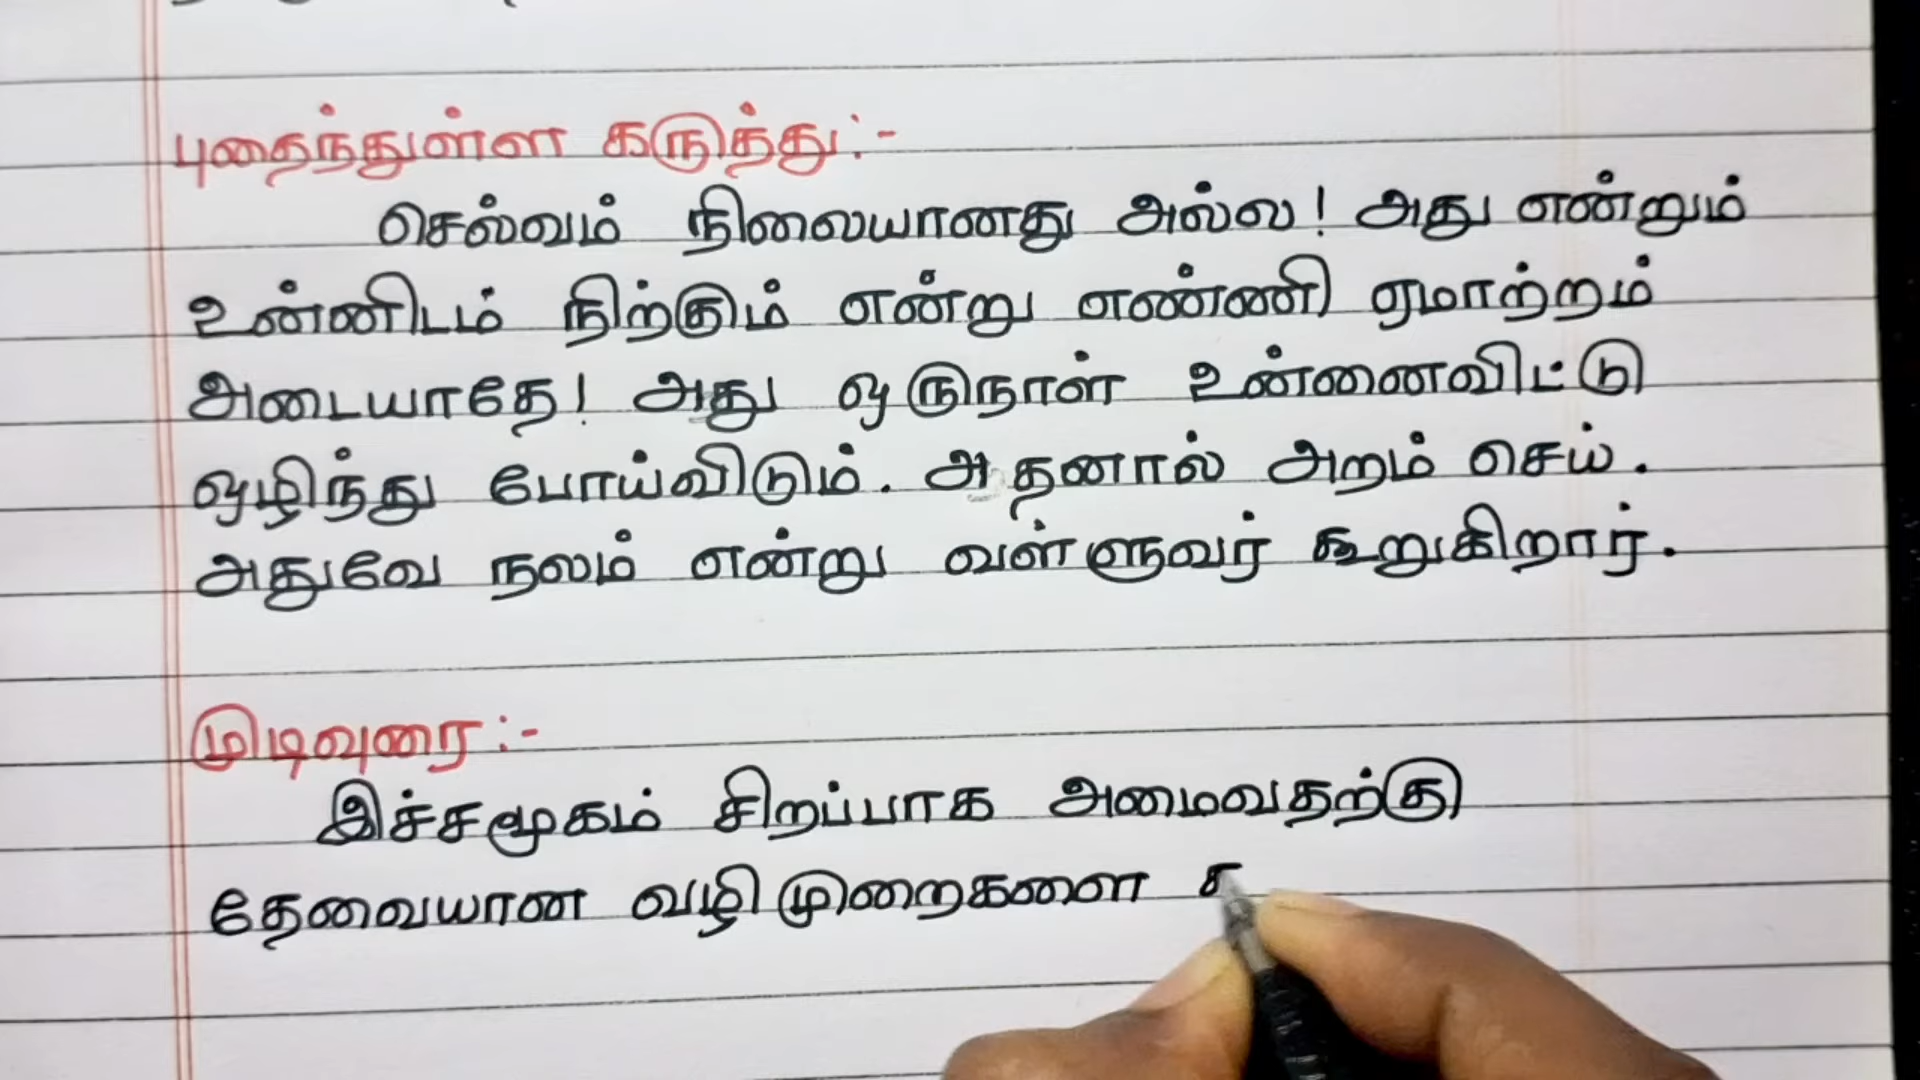 புதைந்துள்ள கருத்து:-
செல்வம் நிலையானது அல்ல! அது என்றும்
உன்னிடம் நிற்கும் என்று எண்ணி ஏமாற்றம்
அடையாதே! அது ஒருநாள் உன்னைவிட்டு
ஒழிந்து போய்விடும். அதனால் அறம் செய்.
அதுவே நலம் என்று வள்ளுவர் கூறுகிறார்.
முடிவுரை:-
இச்சமூகம் சிறப்பாக அமைவதற்கு
தேவையான வழிமுறைகளை